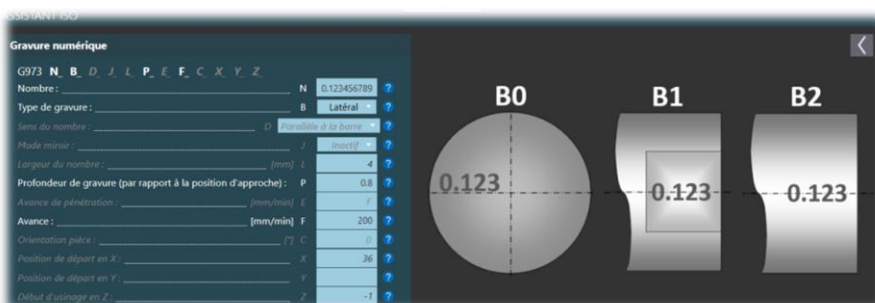 ASSISTANT ISO
Gravure numérique
G973 N_ B_ D_ J_ L_ P_ E_ F_ C_ X_ Y_ Z_
Nombre : N 0.123456789 ?
Type de gravure : B Latéral ?
Sens du nombre : D Parallèle à la barre ?
Mode miroir : J Inactif ?
Largeur du nombre : [mm] L 4 ?
Profondeur de gravure (par rapport à la position d'approche) : P 0.8 ?
Avance de pénétration : [mm/min] E F ?
Avance : [mm/min] F 200 ?
Orientation pièce : [°] C 0 ?
Position de départ en X : X 36 ?
Position de départ en Y : Y ?
Début d'usinage en Z : Z -1 ?
B0 B1 B2
0.123 0.123 0.123